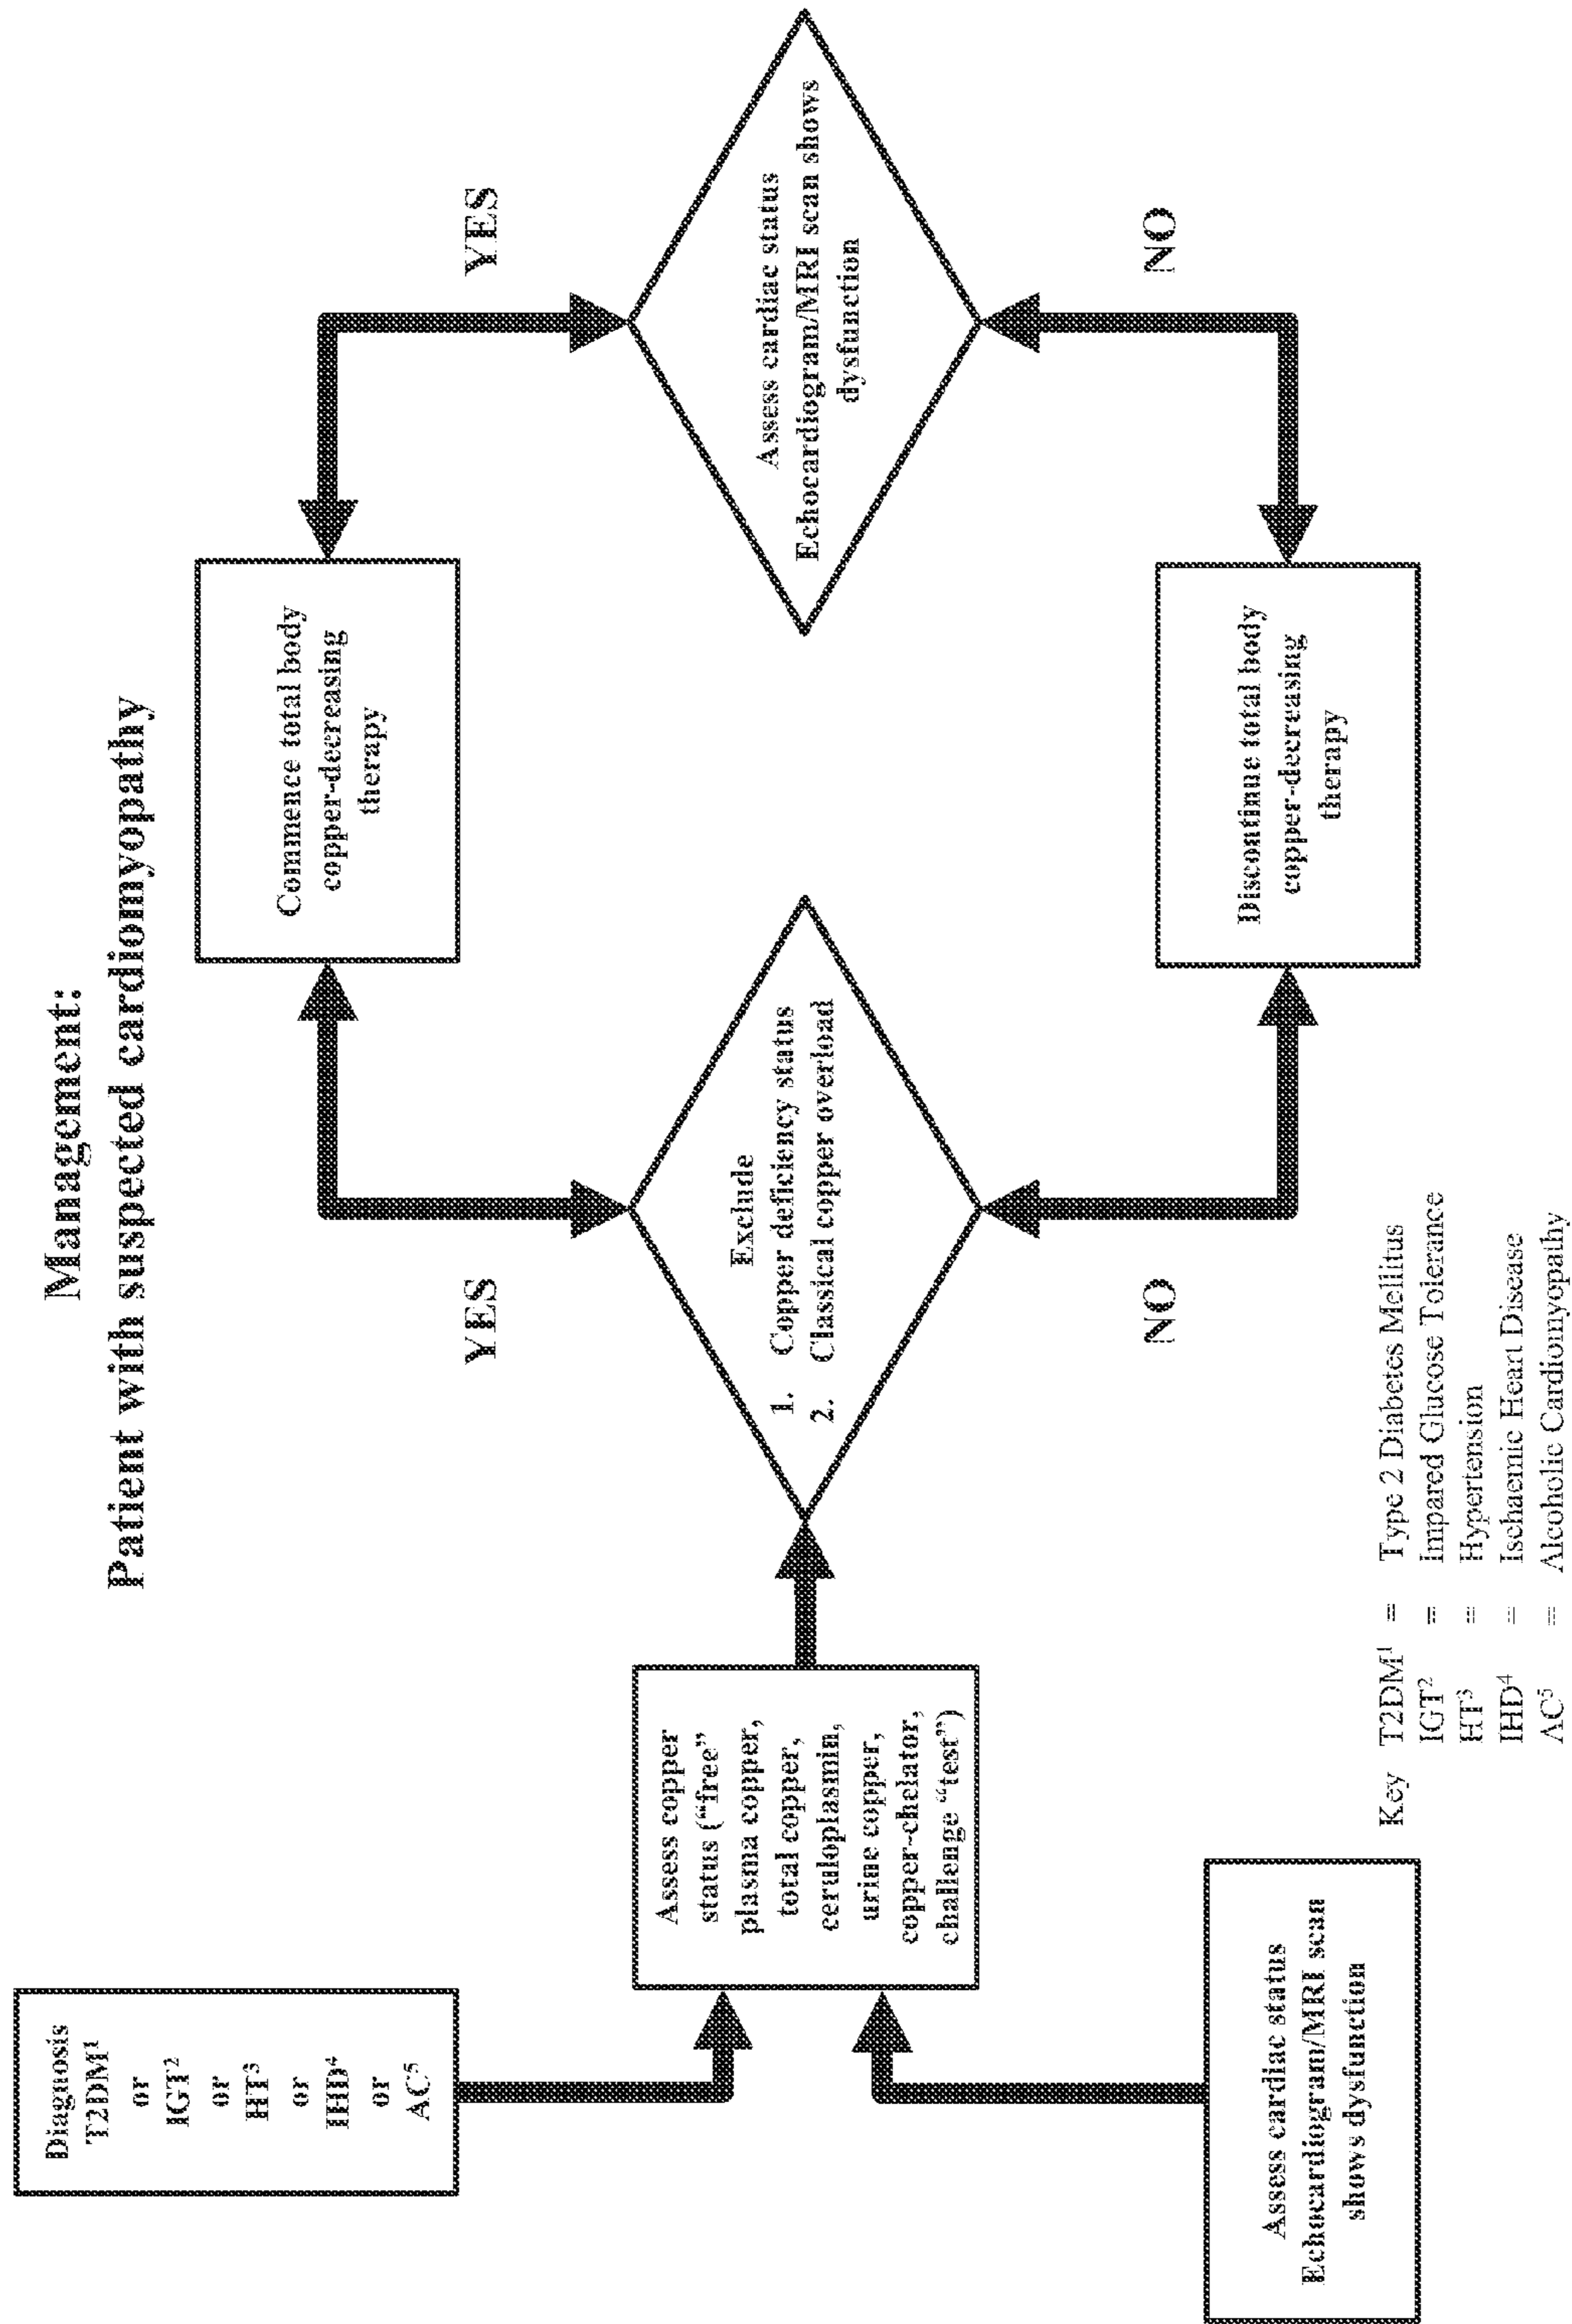 Management:
Patient with suspected cardiomyopathy
Diagnosis
T2DM¹
or
IGT²
or
HT³
or
IHD⁴
or
AC⁵
Assess cardiac status
Echocardiogram/MRI scan
shows dysfunction
Assess copper
status (“free”
plasma copper,
total copper,
ceruloplasmin,
urine copper,
copper-chelator,
challenge “test”)
YES
Exclude
1. Copper deficiency status
2. Classical copper overload
NO
Commence total body
copper-decreasing
therapy
Discontinue total body
copper-decreasing
therapy
YES
Assess cardiac status
Echocardiogram/MRI scan shows
dysfunction
NO
Key T2DM¹ = Type 2 Diabetes Mellitus
IGT² = Impared Glucose Tolerance
HT³ = Hypertension
IHD⁴ = Ischaemic Heart Disease
AC⁵ = Alcoholic Cardiomyopathy